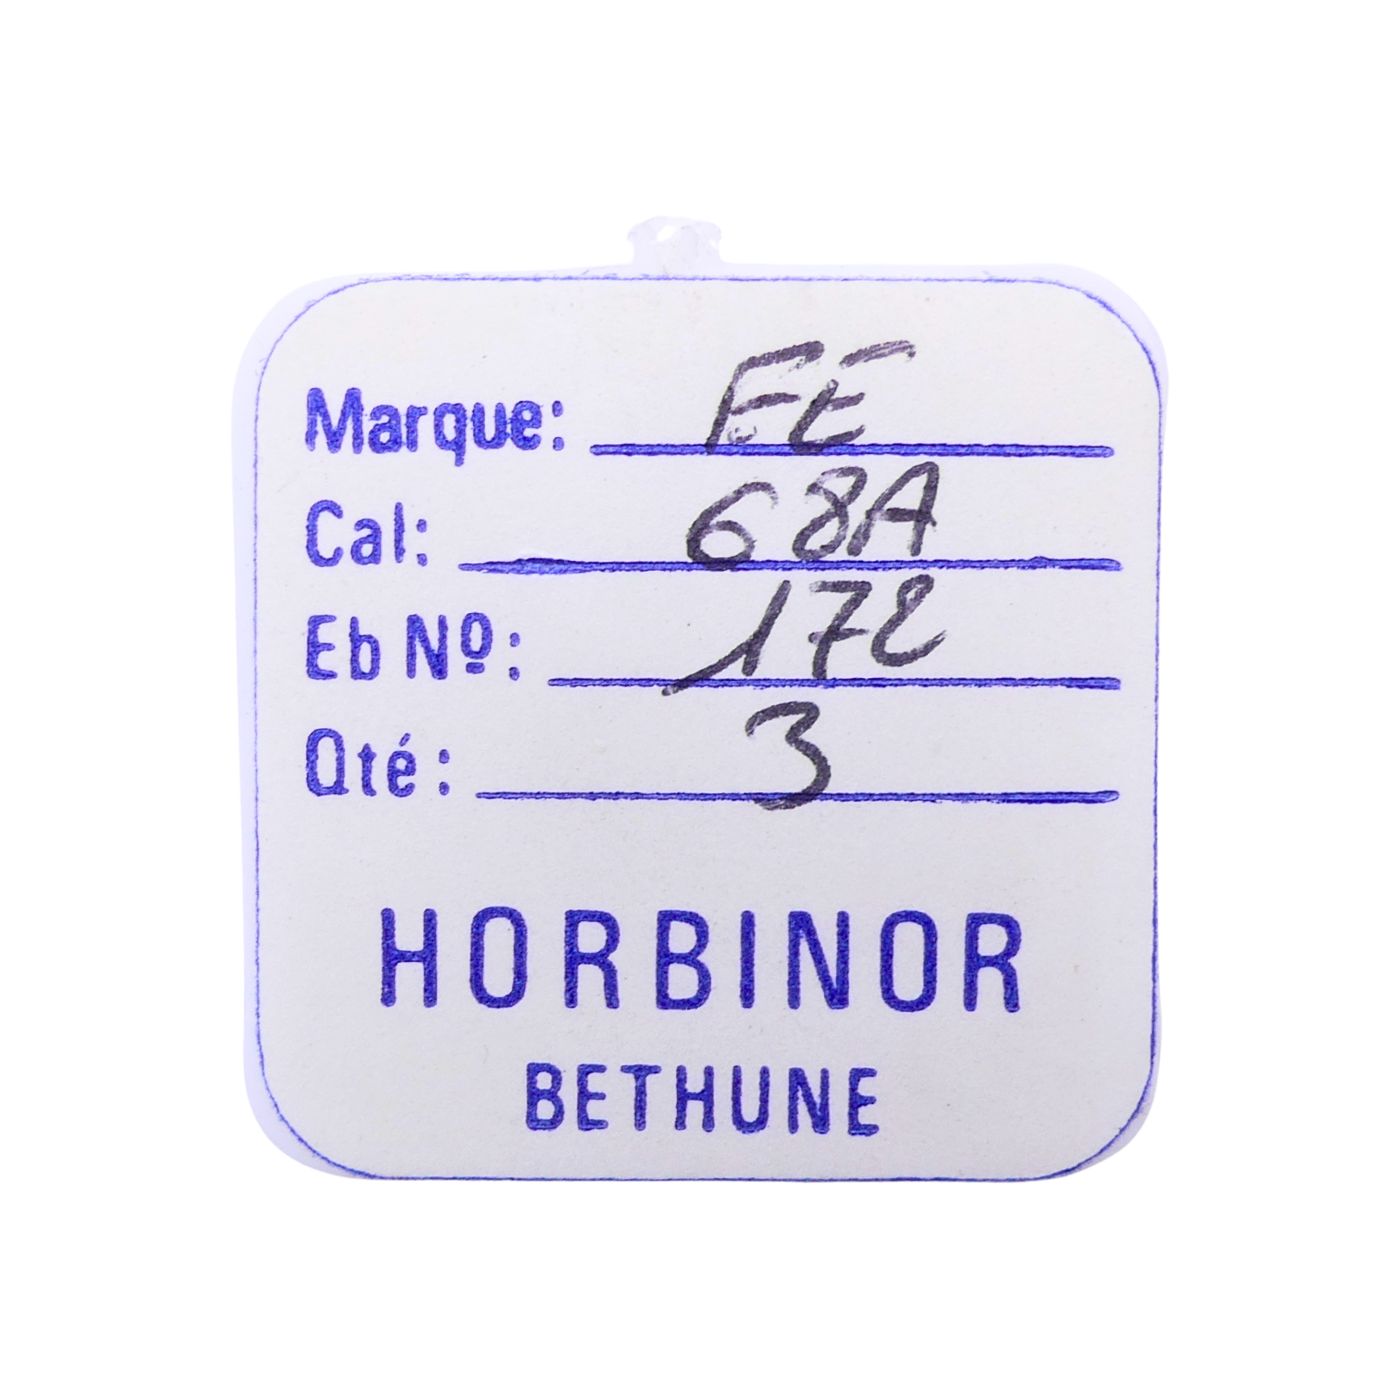 Marque: FE
Cal: 68A
Eb Nº: 172
Qté: 3
HORBINOR
BETHUNE